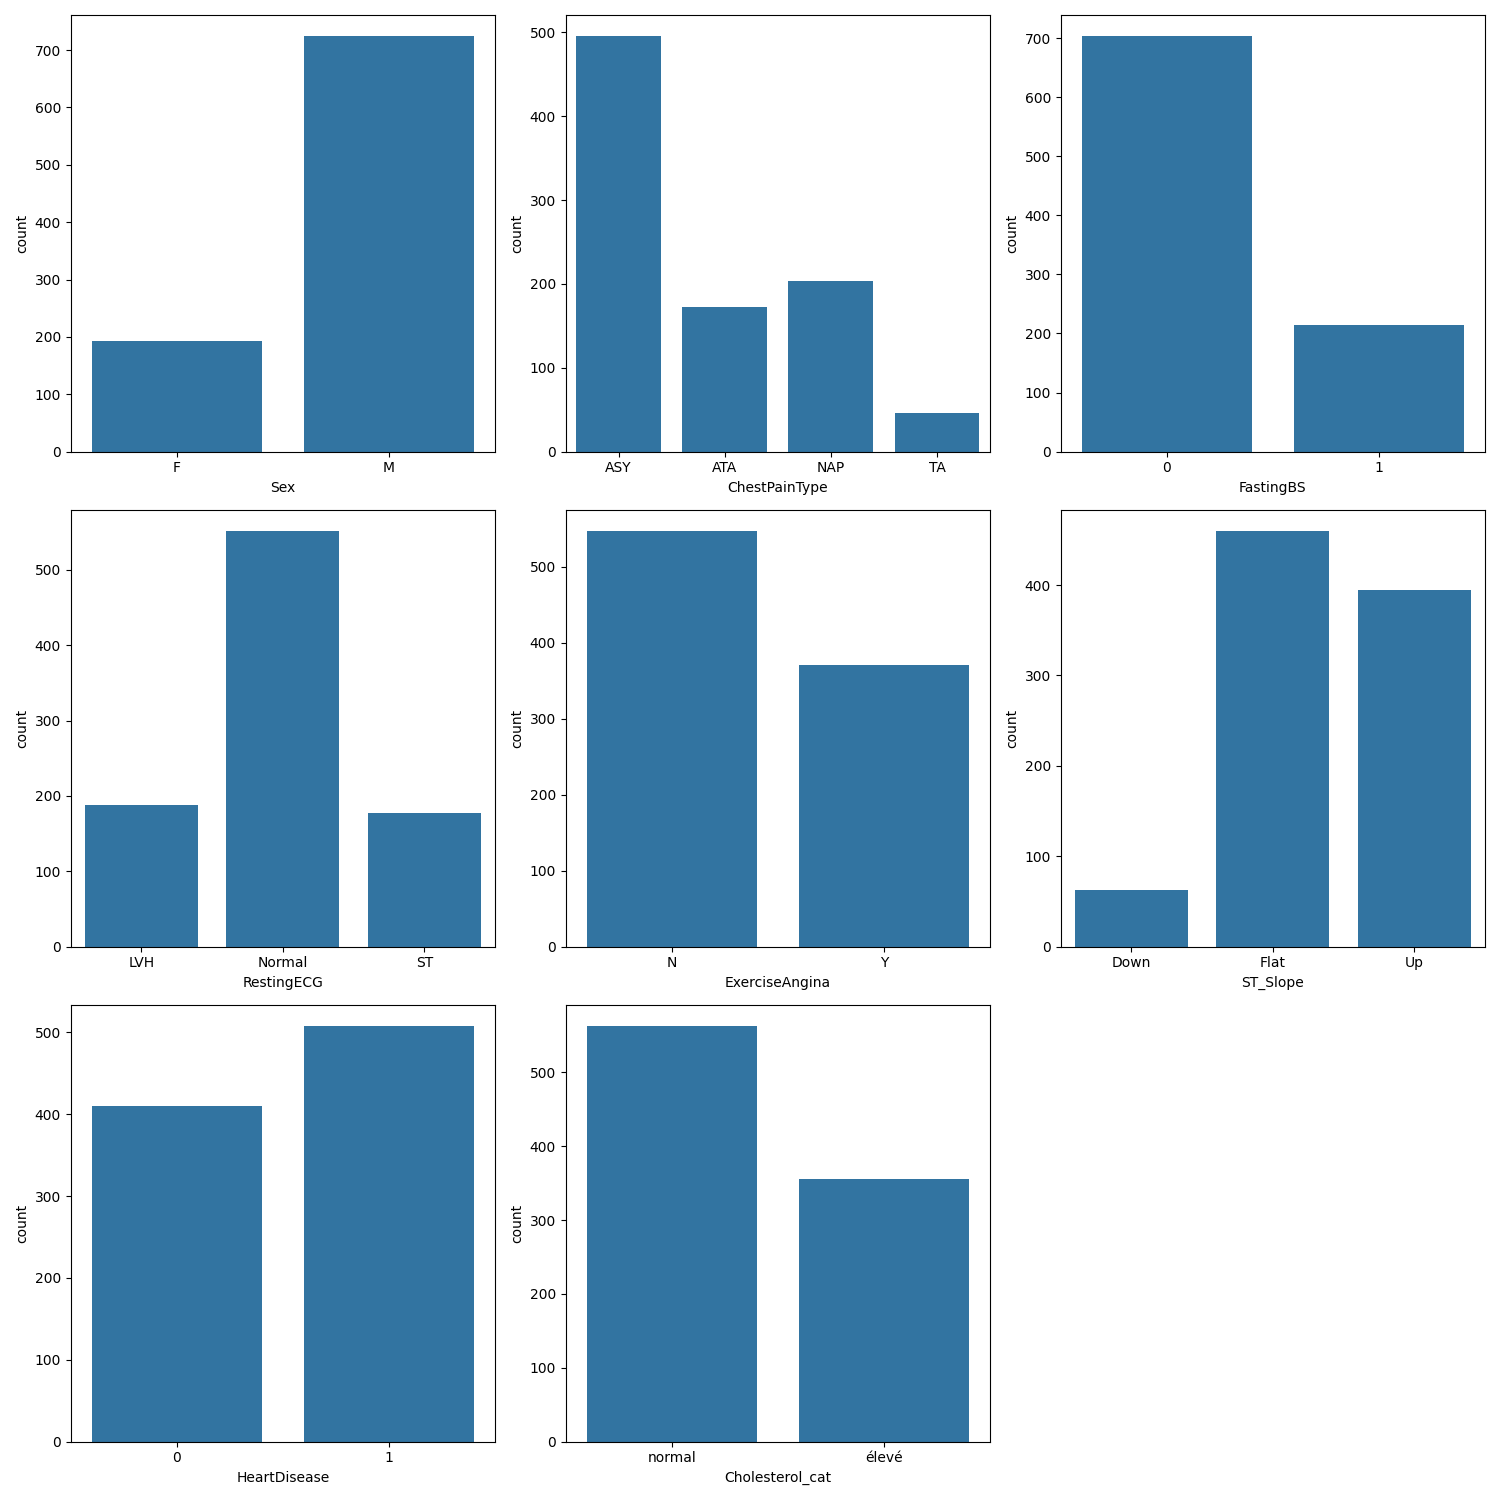 700
600
500
400
300
200
100
0
count
F M
Sex
500
400
300
200
100
0
count
ASY ATA NAP TA
ChestPainType
700
600
500
400
300
200
100
0
count
0 1
FastingBS
500
400
300
200
100
0
count
LVH Normal ST
RestingECG
500
400
300
200
100
0
count
N Y
ExerciseAngina
400
300
200
100
0
count
Down Flat Up
ST_Slope
500
400
300
200
100
0
count
0 1
HeartDisease
500
400
300
200
100
0
count
normal élevé
Cholesterol_cat